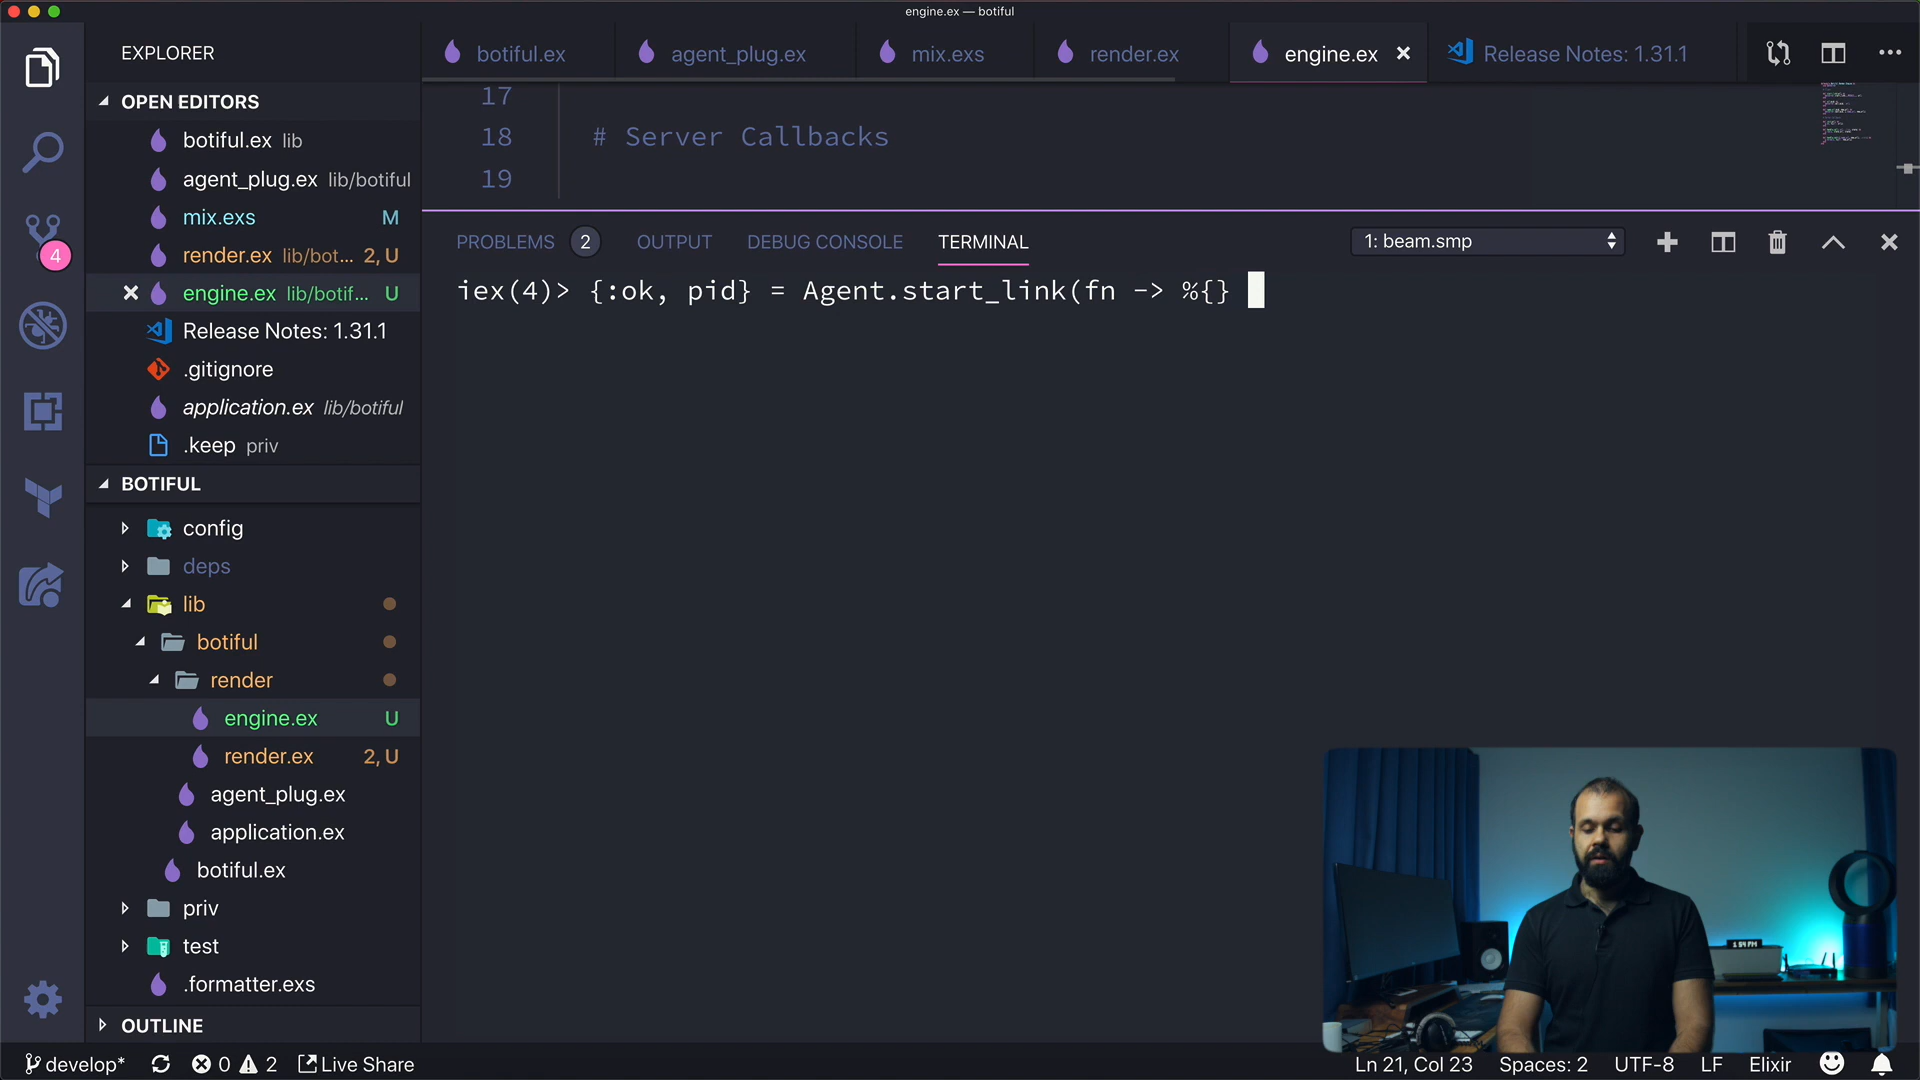 engine.ex — botiful
EXPLORER
OPEN EDITORS
botiful.ex lib
agent_plug.ex lib/botiful
mix.exs M
render.ex lib/bot... 2, U
engine.ex lib/botif... U
Release Notes: 1.31.1
.gitignore
application.ex lib/botiful
.keep priv
BOTIFUL
config
deps
lib
botiful
render
engine.ex U
render.ex 2, U
agent_plug.ex
application.ex
botiful.ex
priv
test
.formatter.exs
OUTLINE
4
botiful.ex agent_plug.ex mix.exs render.ex engine.ex Release Notes: 1.31.1
17
18 # Server Callbacks
19
PROBLEMS 2 OUTPUT DEBUG CONSOLE TERMINAL 1: beam.smp
iex(4)> {:ok, pid} = Agent.start_link(fn -> %{}
1:54 PM
develop* 0 2 Live Share Ln 21, Col 23 Spaces: 2 UTF-8 LF Elixir